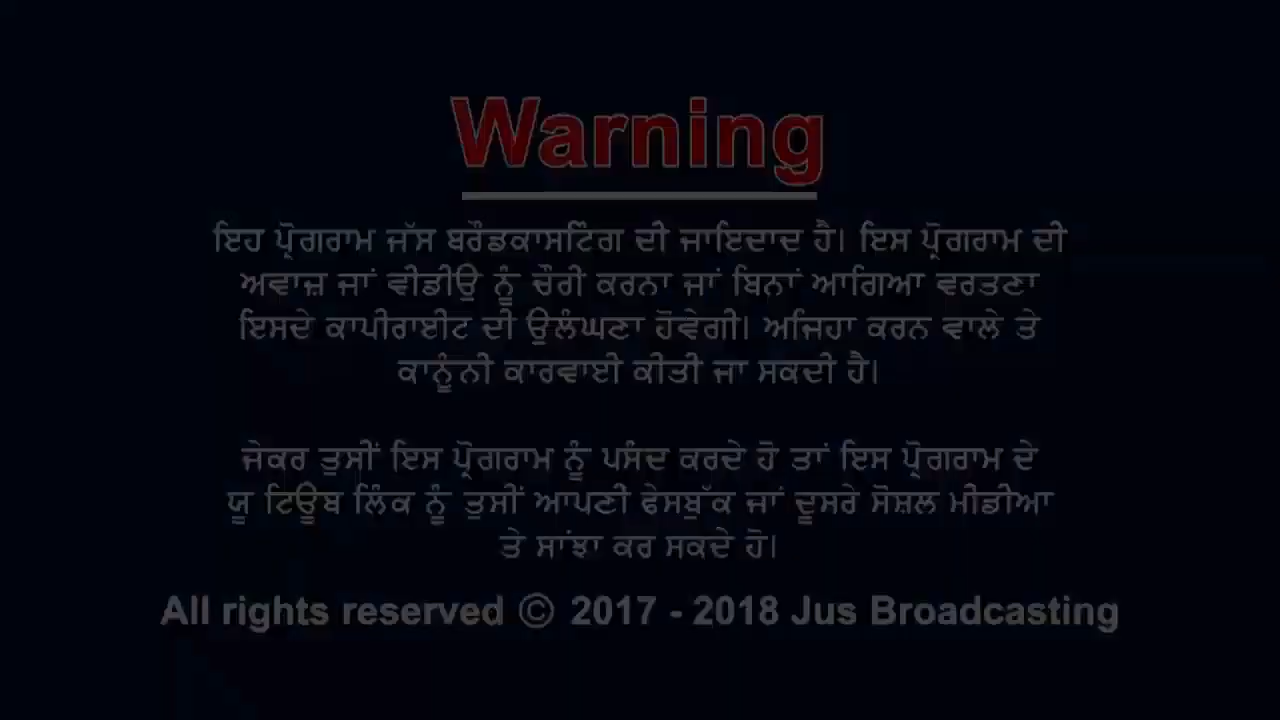 Warning
ਇਹ ਪ੍ਰੋਗਰਾਮ ਜੱਸ ਬਰੌਡਕਾਸਟਿੰਗ ਦੀ ਜਾਇਦਾਦ ਹੈ। ਇਸ ਪ੍ਰੋਗਰਾਮ ਦੀ
ਅਵਾਜ਼ ਜਾਂ ਵੀਡੀਉ ਨੂੰ ਚੋਰੀ ਕਰਨਾ ਜਾਂ ਬਿਨਾਂ ਆਗਿਆ ਵਰਤਣਾ
ਇਸਦੇ ਕਾਪੀਰਾਈਟ ਦੀ ਉਲੰਘਣਾ ਹੋਵੇਗੀ। ਅਜਿਹਾ ਕਰਨ ਵਾਲੇ ਤੇ
ਕਾਨੂੰਨੀ ਕਾਰਵਾਈ ਕੀਤੀ ਜਾ ਸਕਦੀ ਹੈ।
ਜੇਕਰ ਤੁਸੀਂ ਇਸ ਪ੍ਰੋਗਰਾਮ ਨੂੰ ਪਸੰਦ ਕਰਦੇ ਹੋ ਤਾਂ ਇਸ ਪ੍ਰੋਗਰਾਮ ਦੇ
ਯੂ ਟਿਊਬ ਲਿੰਕ ਨੂੰ ਤੁਸੀਂ ਆਪਣੀ ਫੇਸਬੁੱਕ ਜਾਂ ਦੂਸਰੇ ਸੋਸ਼ਲ ਮੀਡੀਆ
ਤੇ ਸਾਂਝਾ ਕਰ ਸਕਦੇ ਹੋ।
All rights reserved © 2017 - 2018 Jus Broadcasting